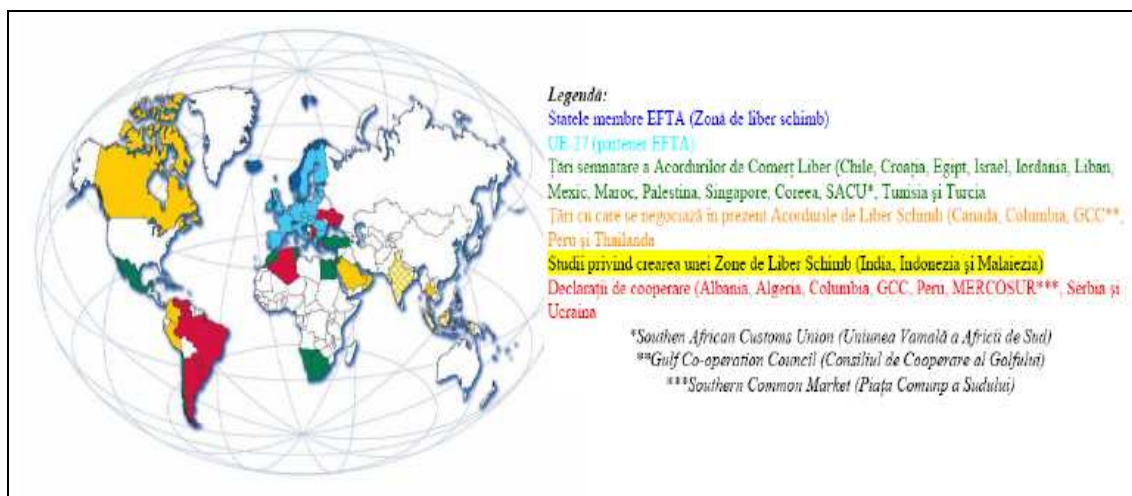 Legendă:
Statele membre EFTA (Zonă de liber schimb)
UE-27 (partener EFTA)
Țări semnatare a Acordurilor de Comerț Liber (Chile, Croația, Egipt, Israel, Iordania, Liban,
Mexic, Maroc, Palestina, Singapore, Coreea, SACU*, Tunisia și Turcia
Țări cu care se negociază în prezent Acordurile de Liber Schimb (Canada, Columbia, GCC**,
Peru și Thailanda
Studii privind crearea unei Zone de Liber Schimb (India, Indonezia și Malaiezia)
Declarații de cooperare (Albania, Algeria, Columbia, GCC, Peru, MERCOSUR***, Serbia și
Ucraina
*Southen African Customs Union (Uniunea Vamală a Africii de Sud)
**Gulf Co-operation Council (Consiliul de Cooperare al Golfului)
***Southern Common Market (Piața Comunp a Sudului)